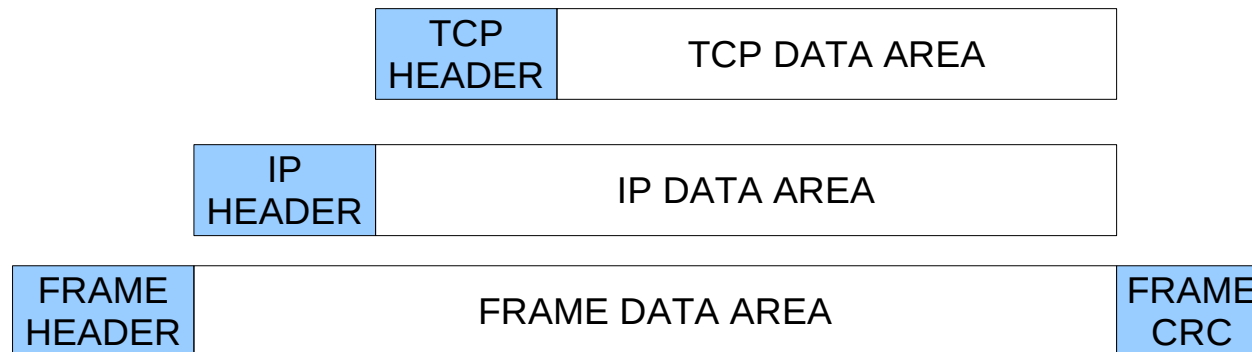 TCP
HEADER
TCP DATA AREA
IP
HEADER
IP DATA AREA
FRAME
HEADER
FRAME DATA AREA
FRAME
CRC